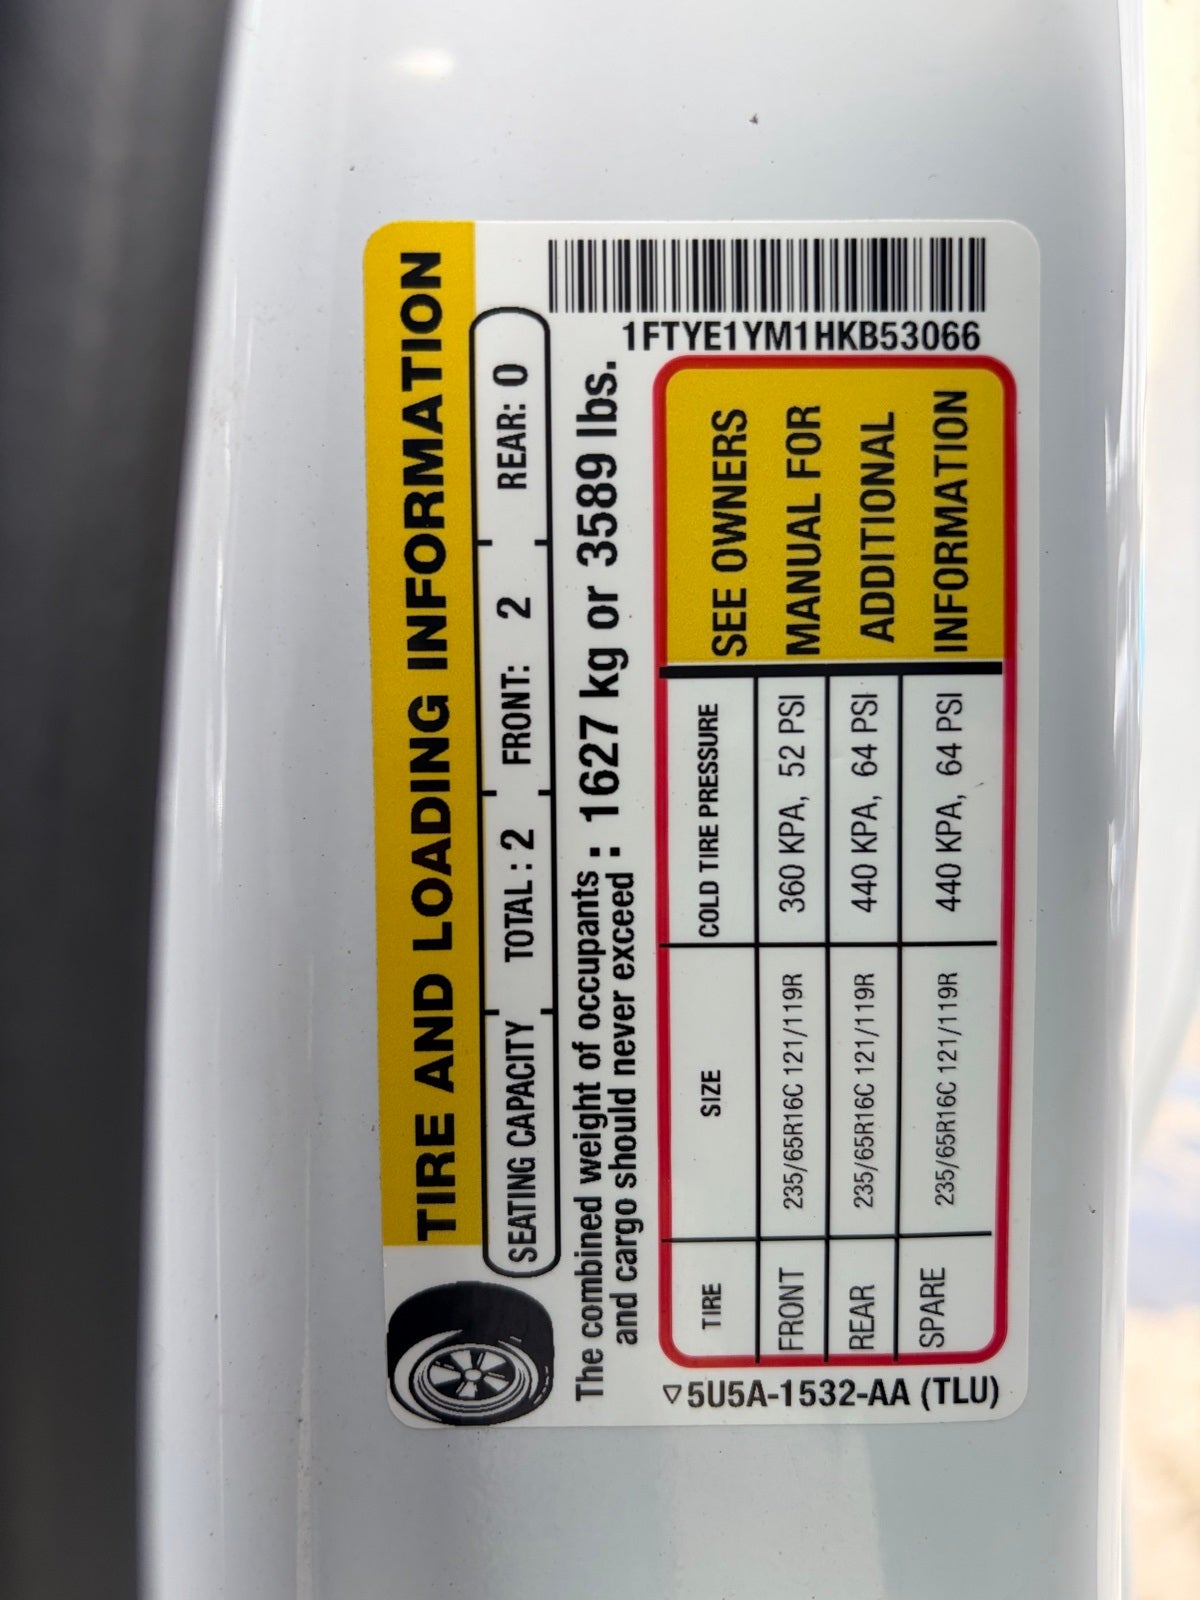 TIRE AND LOADING INFORMATION
SEATING CAPACITY TOTAL : 2 FRONT: 2 REAR: 0
The combined weight of occupants
and cargo should never exceed : 1627 kg or 3589 lbs.
1FTYE1YM1HKB53066
TIRE SIZE COLD TIRE PRESSURE
FRONT 235/65R16C 121/119R 360 KPA, 52 PSI
REAR 235/65R16C 121/119R 440 KPA, 64 PSI
SPARE 235/65R16C 121/119R 440 KPA, 64 PSI
SEE OWNERS
MANUAL FOR
ADDITIONAL
INFORMATION
5U5A-1532-AA (TLU)